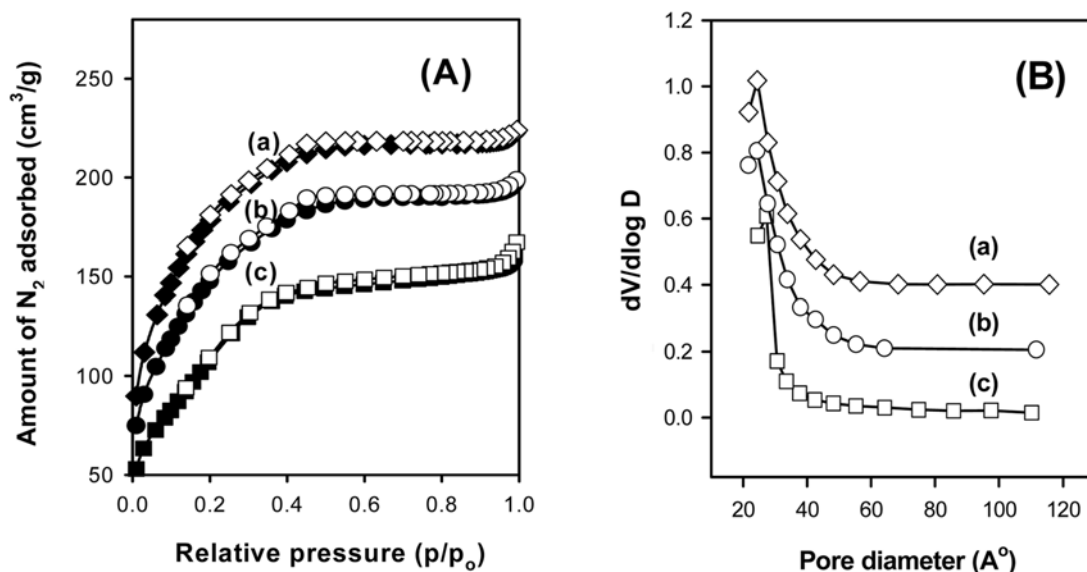 (A)
250
200
150
100
50
(a)
(b)
(c)
0.0 0.2 0.4 0.6 0.8 1.0
Amount of N₂ adsorbed (cm³/g)
Relative pressure (p/pₒ)
(B)
1.2
1.0
0.8
0.6
0.4
0.2
0.0
(a)
(b)
(c)
20 40 60 80 100 120
dV/dlog D
Pore diameter (Aᴼ)